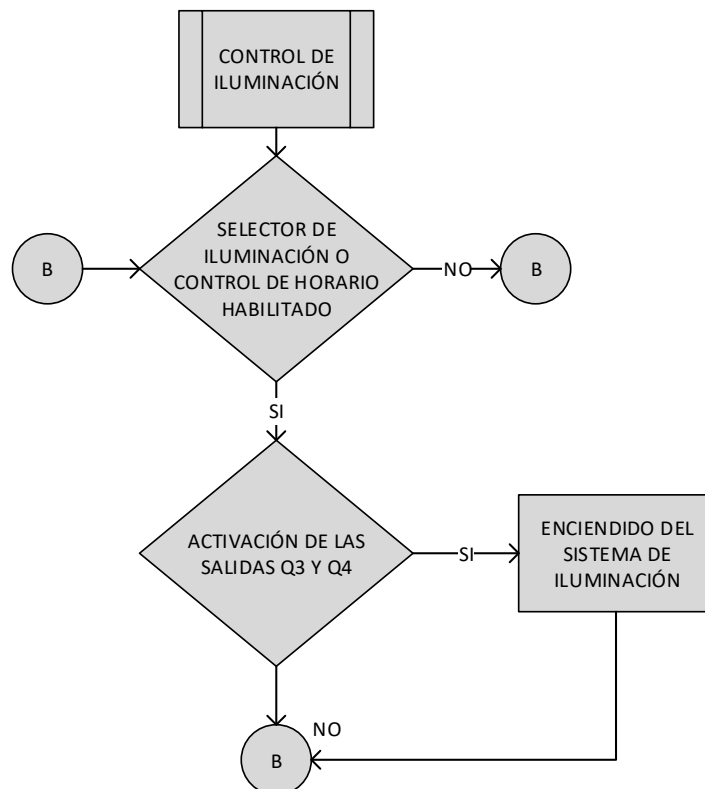 CONTROL DE
ILUMINACIÓN
SELECTOR DE
ILUMINACIÓN O
CONTROL DE HORARIO
HABILITADO
B
NO
B
SI
ACTIVACIÓN DE LAS
SALIDAS Q3 Y Q4
SI
ENCIENDIDO DEL
SISTEMA DE
ILUMINACIÓN
NO
B